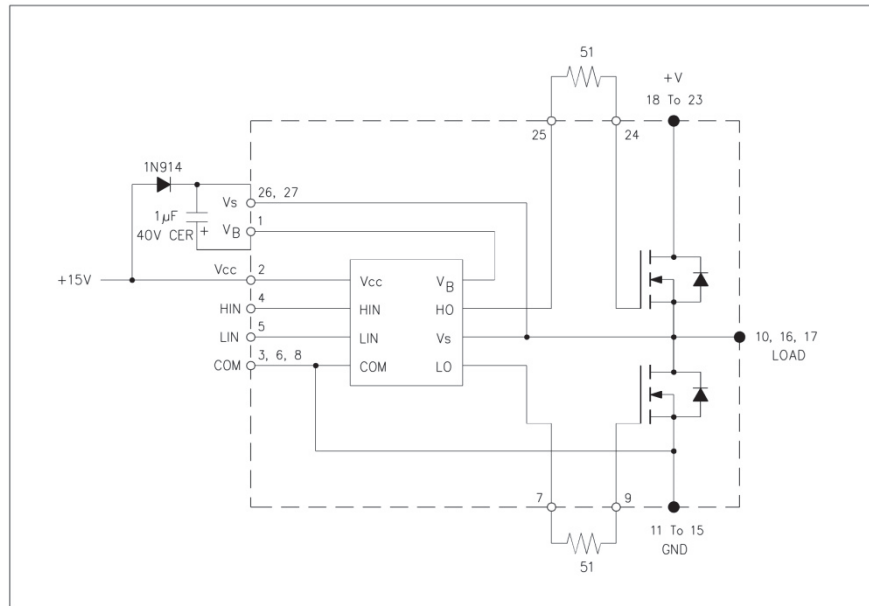 51
+V
18 To 23
25
24
1N914
26, 27
Vs
1µF
1
40V CER
+
VB
Vcc
2
+15V
Vcc
VB
4
HIN
HIN
HO
5
LIN
LIN
Vs
10, 16, 17
LOAD
3, 6, 8
COM
COM
LO
7
9
11 To 15
GND
51